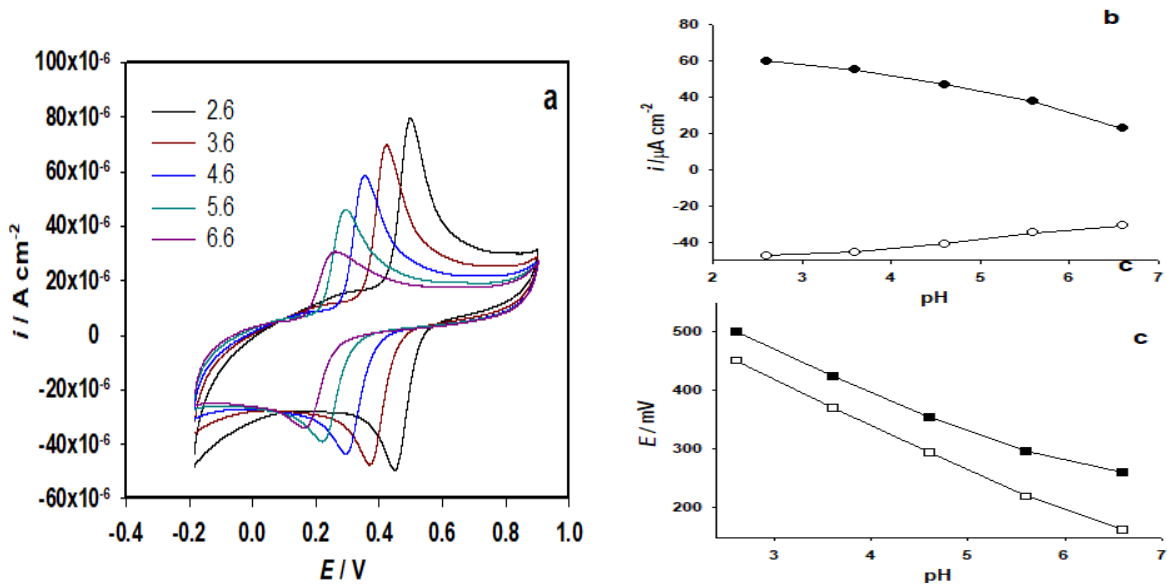 a
100x10-6
80x10-6
60x10-6
40x10-6
20x10-6
0
-20x10-6
-40x10-6
-60x10-6
i / A cm-2
2.6
3.6
4.6
5.6
6.6
-0.4 -0.2 0.0 0.2 0.4 0.6 0.8 1.0
E / V
b
80
60
40
20
0
-20
-40
i /µA cm-2
2 3 4 5 6 7
pH
c
c
500
400
300
200
E / mV
3 4 5 6 7
pH